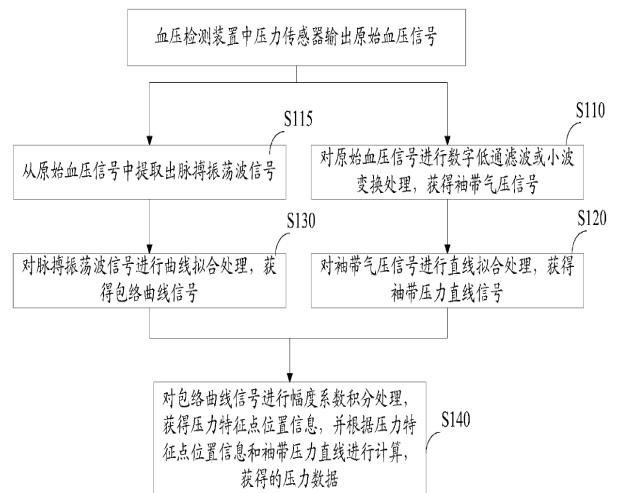 血压检测装置中压力传感器输出原始血压信号
S115
从原始血压信号中提取出脉搏振荡波信号
S110
对原始血压信号进行数字低通滤波或小波
变换处理，获得袖带气压信号
S130
对脉搏振荡波信号进行曲线拟合处理，获
得包络曲线信号
S120
对袖带气压信号进行直线拟合处理，获得
袖带压力直线信号
对包络曲线信号进行幅度系数积分处理，
获得压力特征点位置信息，并根据压力特
征点位置信息和袖带压力直线进行计算，
获得的压力数据
S140